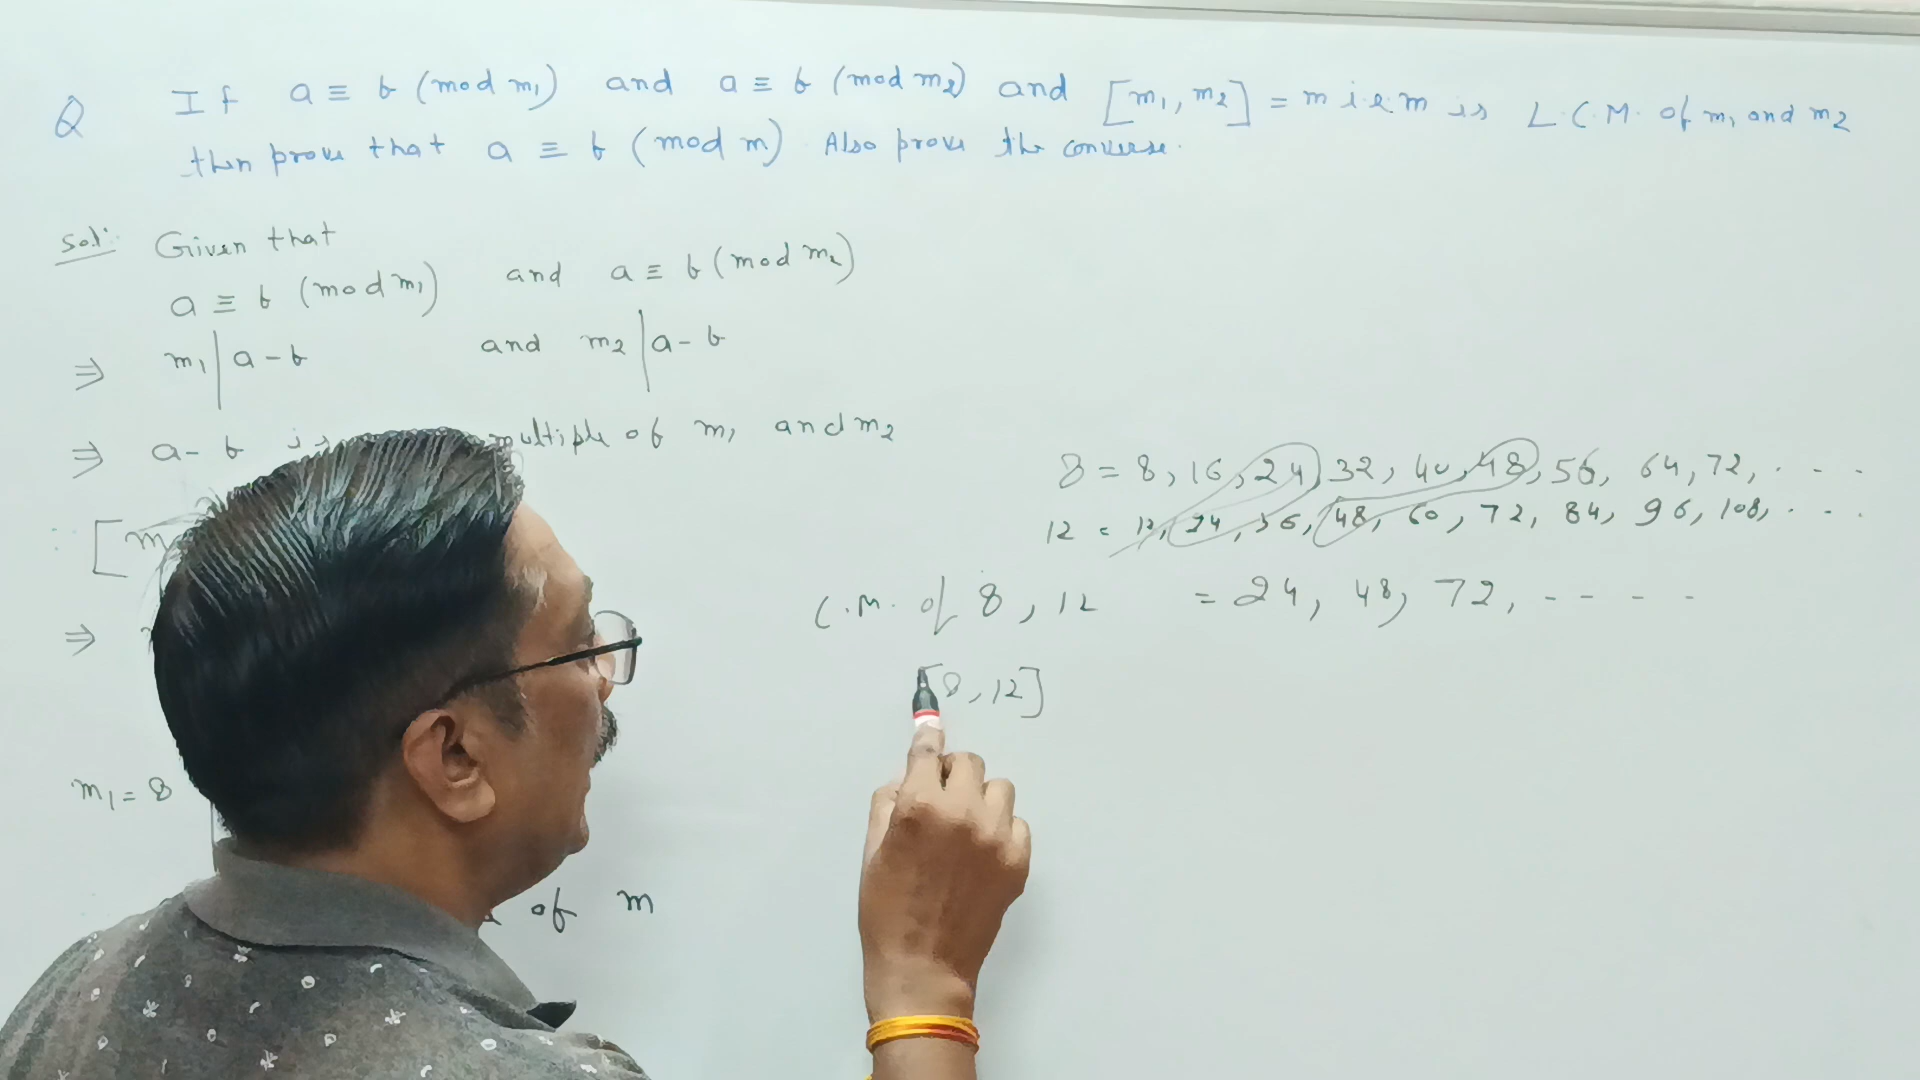 Q If a ≡ b (mod m1) and a ≡ b (mod m2) and [m1, m2] = m i.e. m is L.C.M. of m1 and m2
then prove that a ≡ b (mod m). Also prove the converse.
Sol: Given that
a ≡ b (mod m1) and a ≡ b (mod m2)
⇒ m1 | a-b and m2 | a-b
⇒ a-b is multiple of m1 and m2
8 = 8, 16, 24, 32, 40, 48, 56, 64, 72, . . .
12 = 12, 24, 36, 48, 60, 72, 84, 96, 108, . . .
∵ [m
C.M. of 8, 12 = 24, 48, 72, - - - -
⇒
[8, 12]
m1 = 8
of m